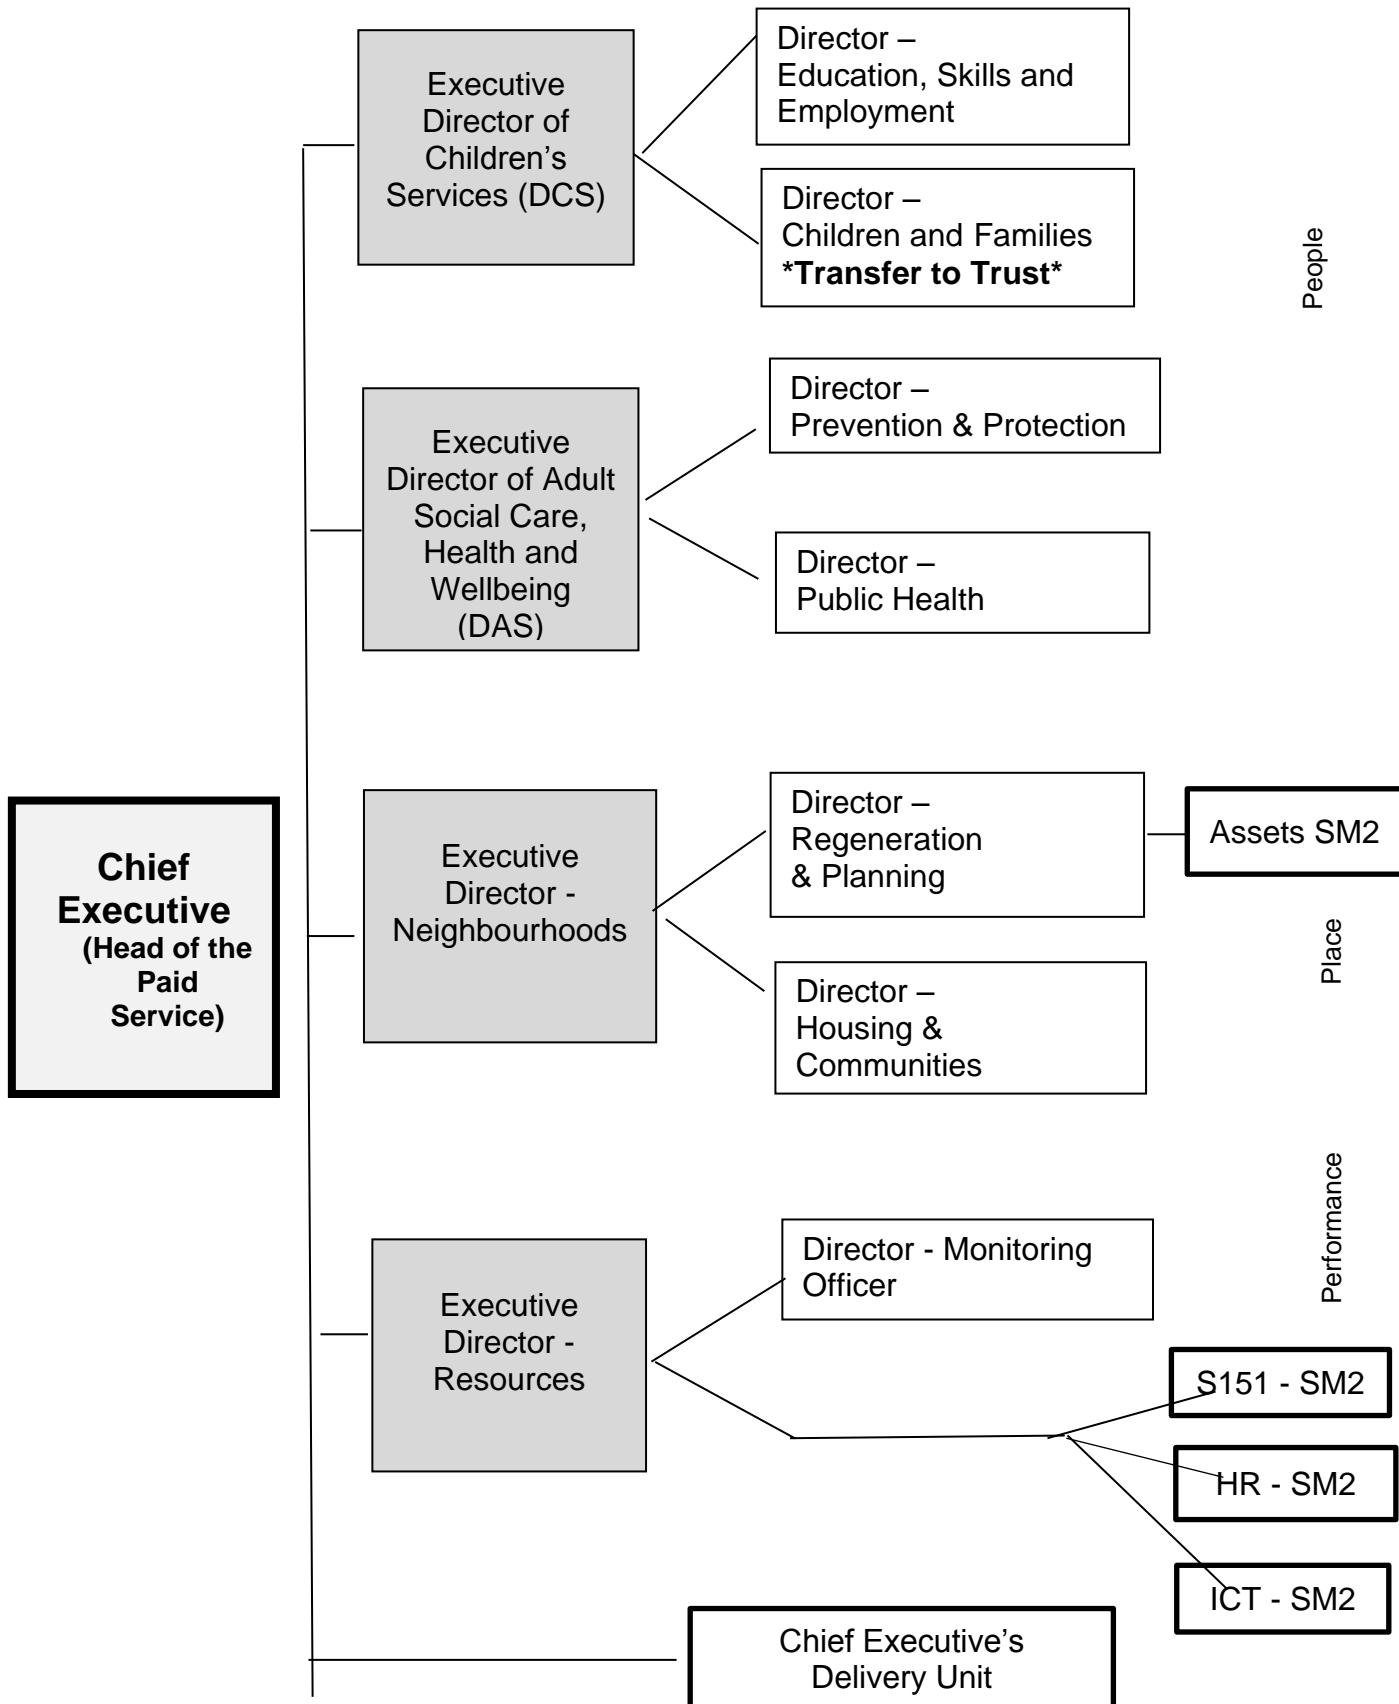 Director –
Education, Skills and
Employment
Executive
Director of
Children’s
Services (DCS)
Director –
Children and Families
*Transfer to Trust*
People
Director –
Prevention & Protection
Executive
Director of Adult
Social Care,
Health and
Wellbeing
(DAS)
Director –
Public Health
Chief
Executive
(Head of the
Paid
Service)
Executive
Director -
Neighbourhoods
Director –
Regeneration
& Planning
Assets SM2
Place
Director –
Housing &
Communities
Performance
Director - Monitoring
Officer
Executive
Director -
Resources
S151 - SM2
HR - SM2
ICT - SM2
Chief Executive’s
Delivery Unit